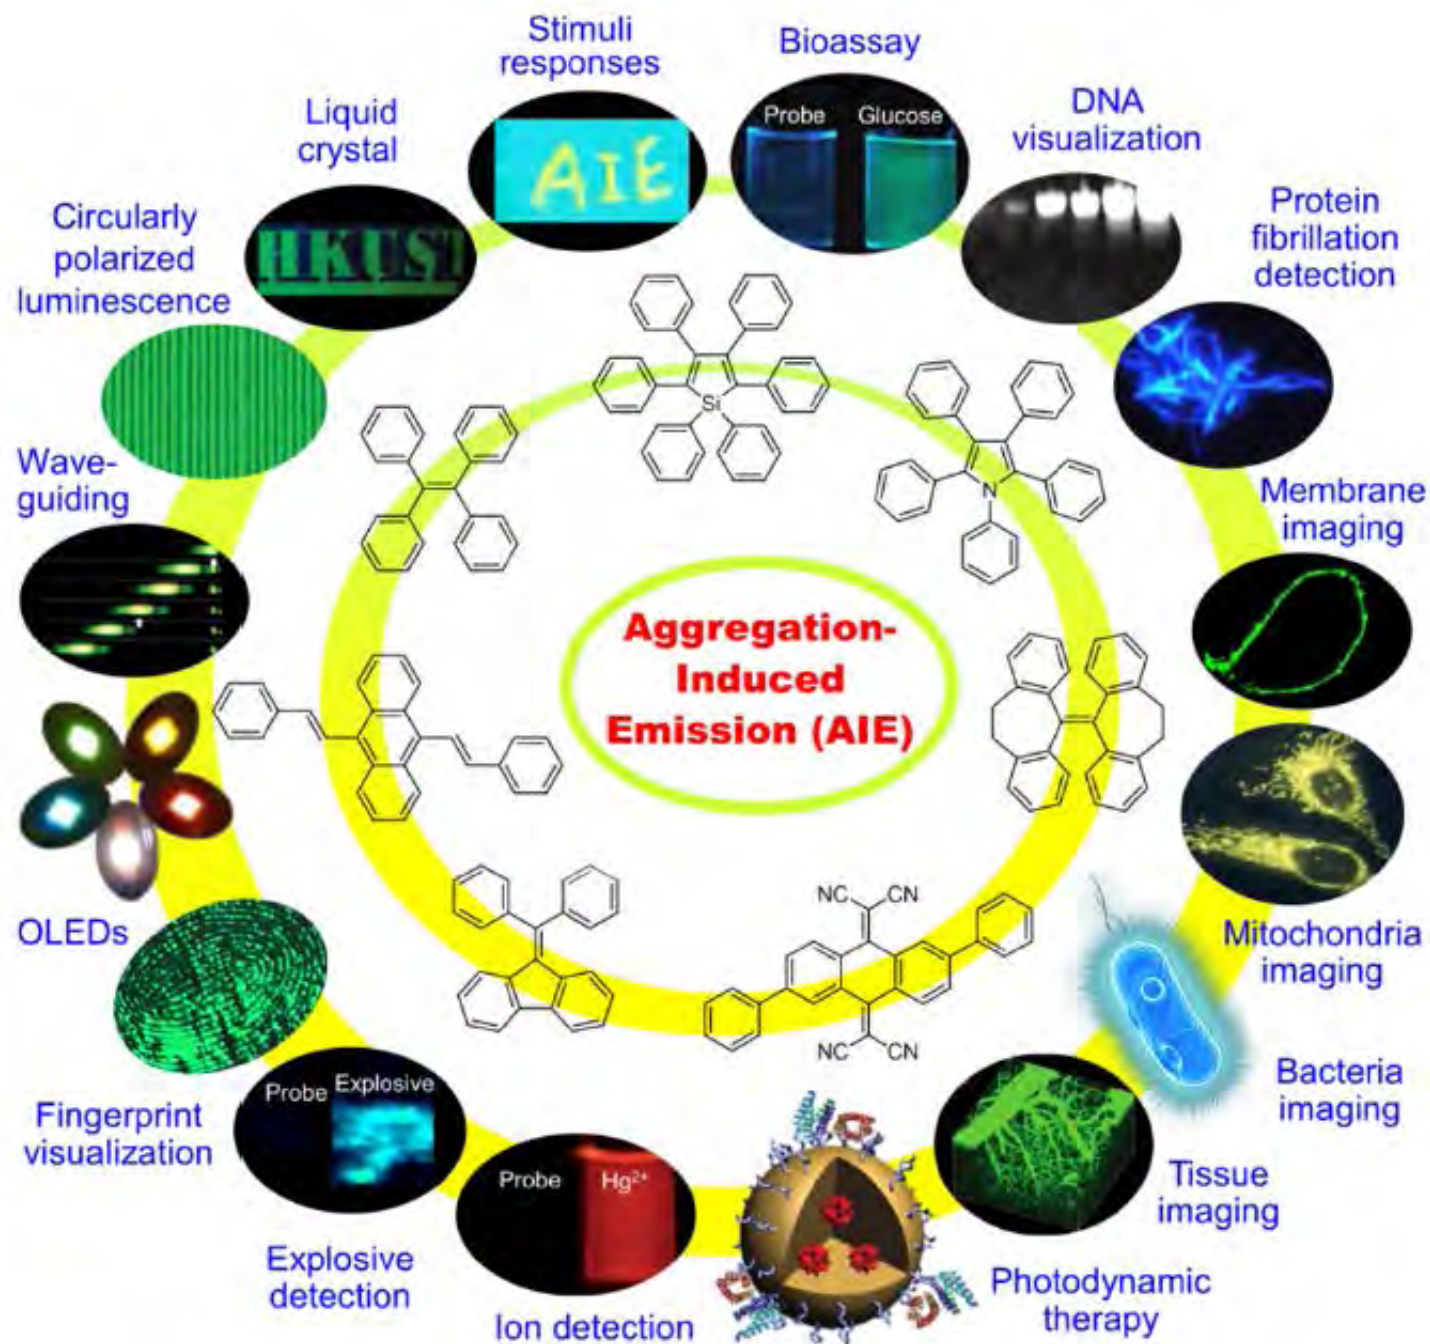 Stimuli
responses
Bioassay
Liquid
crystal
DNA
visualization
Probe
Glucose
AIE
Circularly
polarized
luminescence
HKUST
Protein
fibrillation
detection
Si
Wave-
guiding
N
Membrane
imaging
Aggregation-
Induced
Emission (AIE)
OLEDs
NC
CN
Mitochondria
imaging
NC
CN
Bacteria
imaging
Probe
Explosive
Fingerprint
visualization
Probe
Hg²⁺
Tissue
imaging
Explosive
detection
Photodynamic
therapy
Ion detection